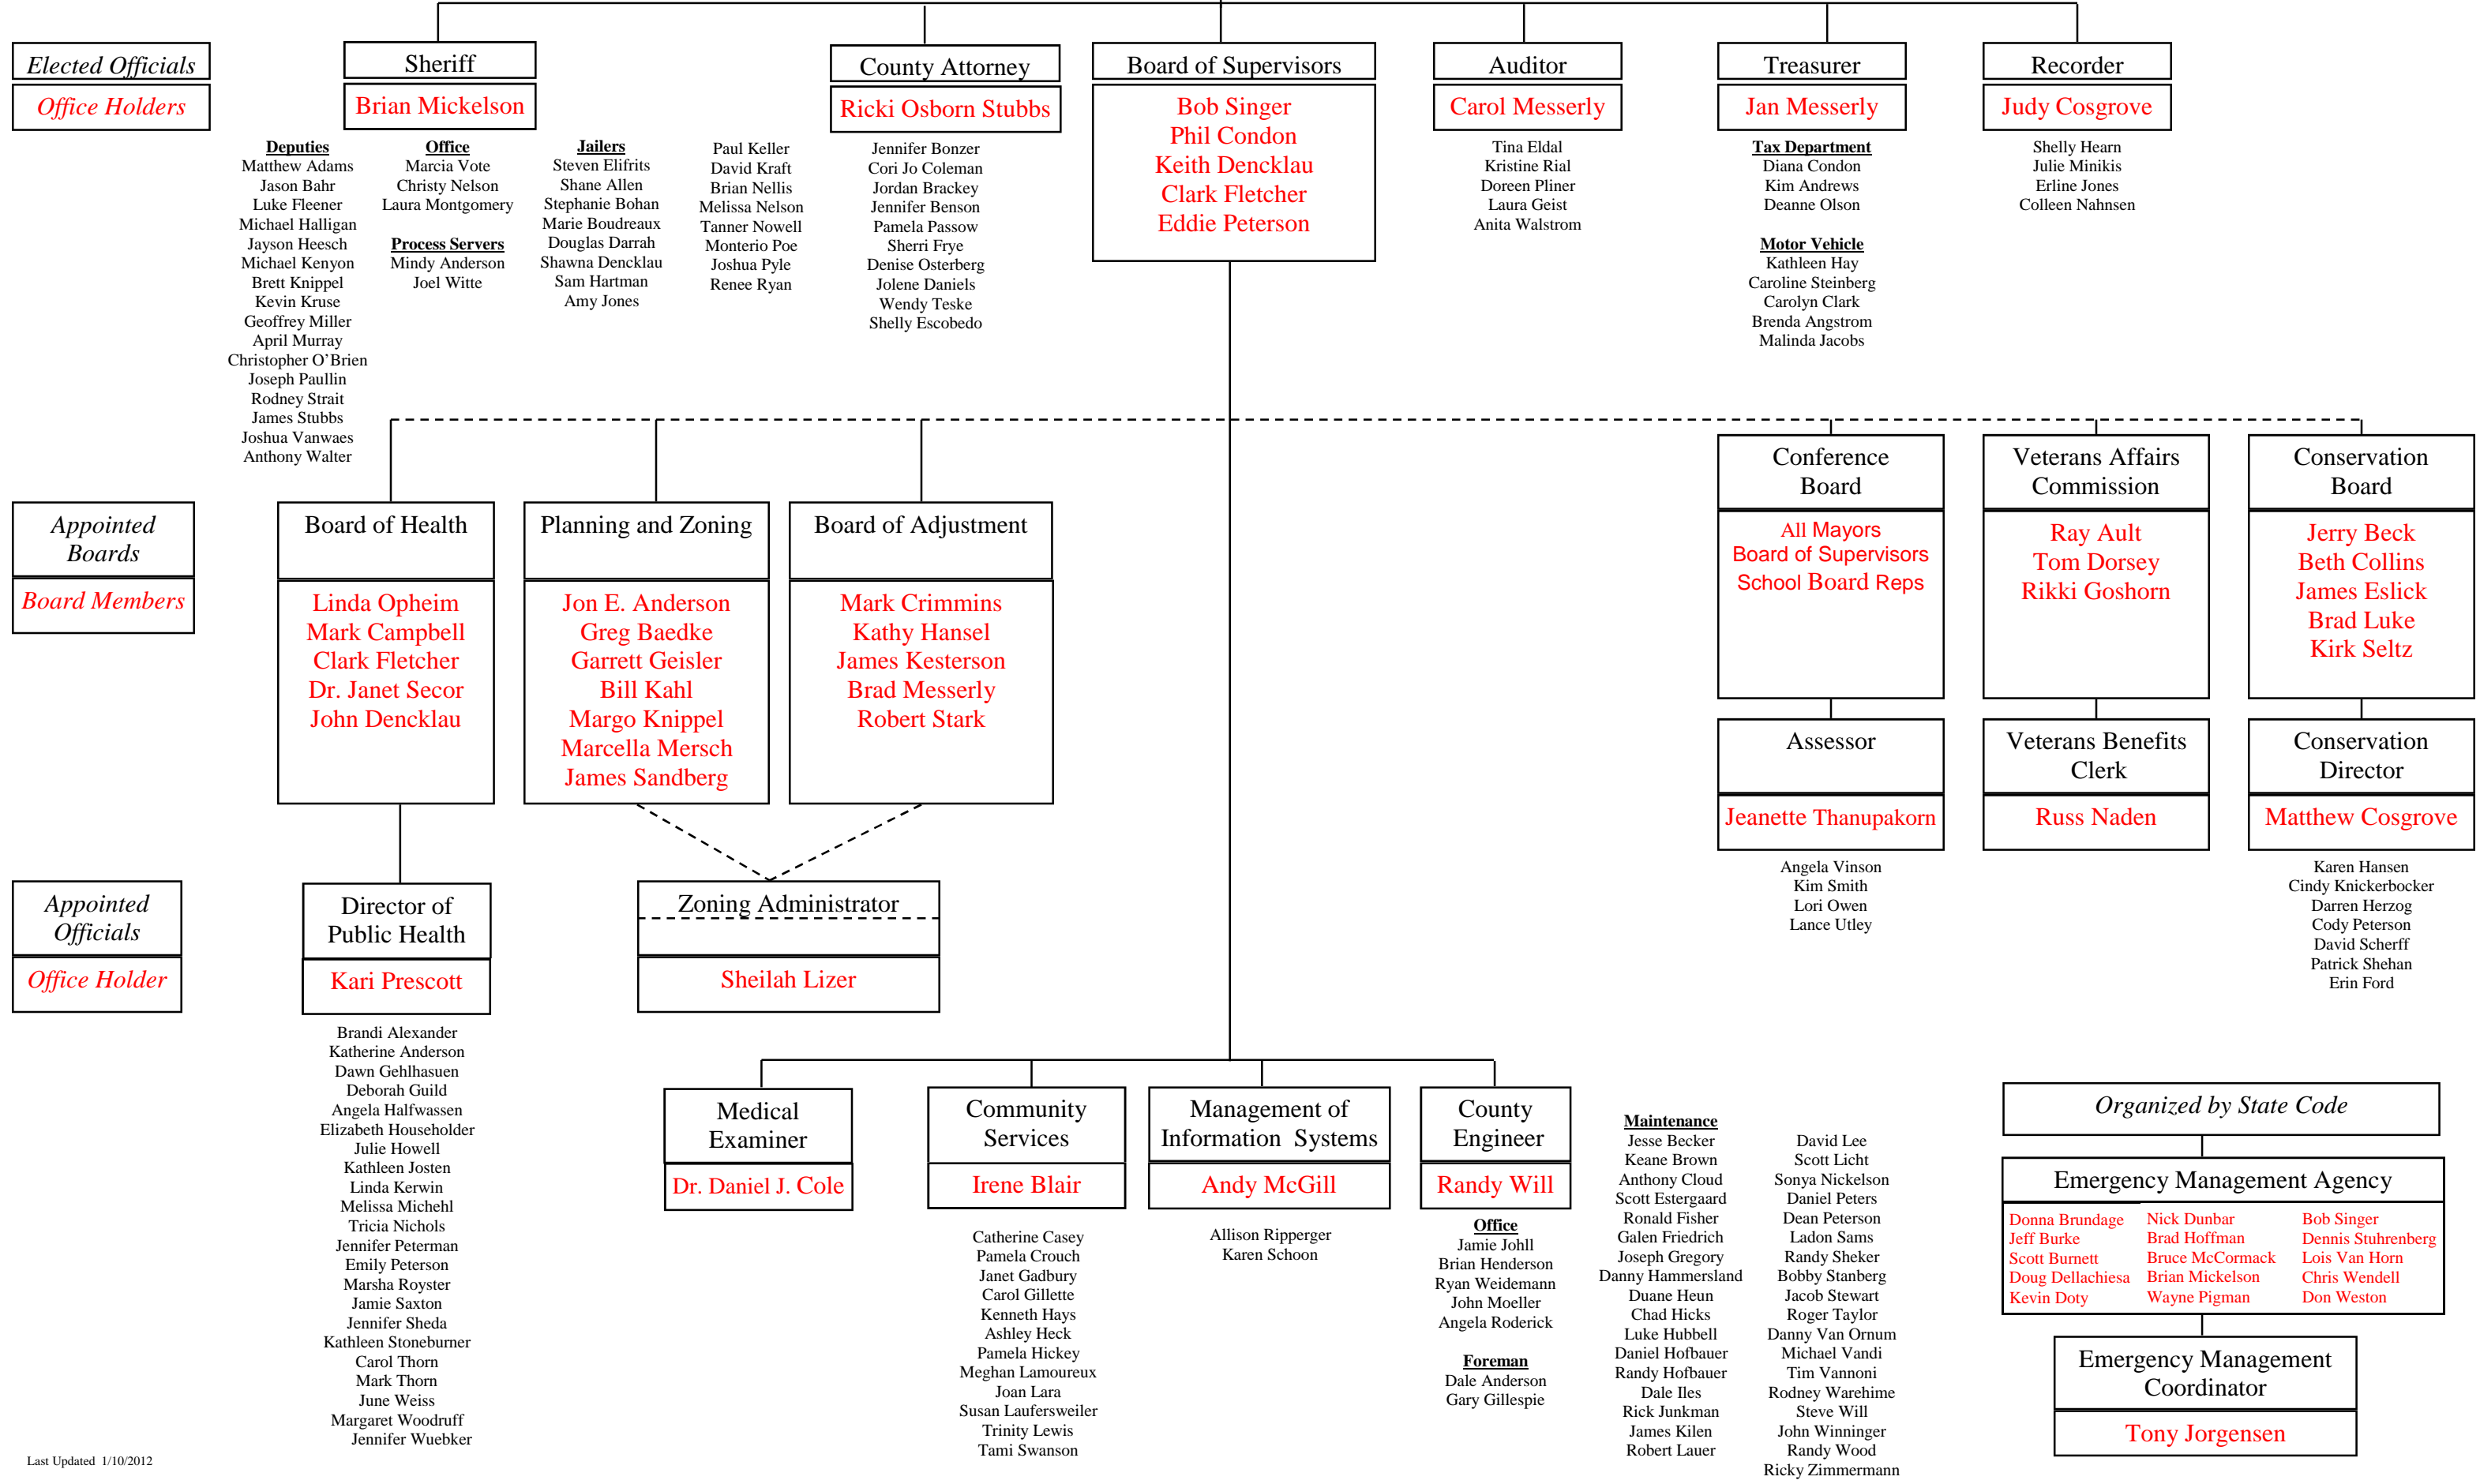 Elected Officials
Office Holders
Sheriff
Brian Mickelson
Deputies
Matthew Adams
Jason Bahr
Luke Fleener
Michael Halligan
Jayson Heesch
Michael Kenyon
Brett Knippel
Kevin Kruse
Geoffrey Miller
April Murray
Christopher O’Brien
Joseph Paullin
Rodney Strait
James Stubbs
Joshua Vanwaes
Anthony Walter
Office
Marcia Vote
Christy Nelson
Laura Montgomery
Process Servers
Mindy Anderson
Joel Witte
Jailers
Steven Elifrits
Shane Allen
Stephanie Bohan
Marie Boudreaux
Douglas Darrah
Shawna Dencklau
Sam Hartman
Amy Jones
Paul Keller
David Kraft
Brian Nellis
Melissa Nelson
Tanner Nowell
Monterio Poe
Joshua Pyle
Renee Ryan
County Attorney
Ricki Osborn Stubbs
Jennifer Bonzer
Cori Jo Coleman
Jordan Brackey
Jennifer Benson
Pamela Passow
Sherri Frye
Denise Osterberg
Jolene Daniels
Wendy Teske
Shelly Escobedo
Board of Supervisors
Bob Singer
Phil Condon
Keith Dencklau
Clark Fletcher
Eddie Peterson
Auditor
Carol Messerly
Tina Eldal
Kristine Rial
Doreen Pliner
Laura Geist
Anita Walstrom
Treasurer
Jan Messerly
Tax Department
Diana Condon
Kim Andrews
Deanne Olson
Motor Vehicle
Kathleen Hay
Caroline Steinberg
Carolyn Clark
Brenda Angstrom
Malinda Jacobs
Recorder
Judy Cosgrove
Shelly Hearn
Julie Minikis
Erline Jones
Colleen Nahnsen
Appointed
Boards
Board Members
Board of Health
Linda Opheim
Mark Campbell
Clark Fletcher
Dr. Janet Secor
John Dencklau
Planning and Zoning
Jon E. Anderson
Greg Baedke
Garrett Geisler
Bill Kahl
Margo Knippel
Marcella Mersch
James Sandberg
Board of Adjustment
Mark Crimmins
Kathy Hansel
James Kesterson
Brad Messerly
Robert Stark
Conference
Board
All Mayors
Board of Supervisors
School Board Reps
Veterans Affairs
Commission
Ray Ault
Tom Dorsey
Rikki Goshorn
Conservation
Board
Jerry Beck
Beth Collins
James Eslick
Brad Luke
Kirk Seltz
Assessor
Jeanette Thanupakorn
Angela Vinson
Kim Smith
Lori Owen
Lance Utley
Veterans Benefits
Clerk
Russ Naden
Conservation
Director
Matthew Cosgrove
Karen Hansen
Cindy Knickerbocker
Darren Herzog
Cody Peterson
David Scherff
Patrick Shehan
Erin Ford
Appointed
Officials
Office Holder
Director of
Public Health
Kari Prescott
Brandi Alexander
Katherine Anderson
Dawn Gehlhasuen
Deborah Guild
Angela Halfwassen
Elizabeth Householder
Julie Howell
Kathleen Josten
Linda Kerwin
Melissa Michehl
Tricia Nichols
Jennifer Peterman
Emily Peterson
Marsha Royster
Jamie Saxton
Jennifer Sheda
Kathleen Stoneburner
Carol Thorn
Mark Thorn
June Weiss
Margaret Woodruff
Jennifer Wuebker
Zoning Administrator
Sheilah Lizer
Medical
Examiner
Dr. Daniel J. Cole
Community
Services
Irene Blair
Catherine Casey
Pamela Crouch
Janet Gadbury
Carol Gillette
Kenneth Hays
Ashley Heck
Pamela Hickey
Meghan Lamoureux
Joan Lara
Susan Laufersweiler
Trinity Lewis
Tami Swanson
Management of
Information Systems
Andy McGill
Allison Ripperger
Karen Schoon
County
Engineer
Randy Will
Office
Jamie Johll
Brian Henderson
Ryan Weidemann
John Moeller
Angela Roderick
Foreman
Dale Anderson
Gary Gillespie
Maintenance
Jesse Becker
Keane Brown
Anthony Cloud
Scott Estergaard
Ronald Fisher
Galen Friedrich
Joseph Gregory
Danny Hammersland
Duane Heun
Chad Hicks
Luke Hubbell
Daniel Hofbauer
Randy Hofbauer
Dale Iles
Rick Junkman
James Kilen
Robert Lauer
David Lee
Scott Licht
Sonya Nickelson
Daniel Peters
Dean Peterson
Ladon Sams
Randy Sheker
Bobby Stanberg
Jacob Stewart
Roger Taylor
Danny Van Ornum
Michael Vandi
Tim Vannoni
Rodney Warehime
Steve Will
John Winninger
Randy Wood
Ricky Zimmermann
Organized by State Code
Emergency Management Agency
Donna Brundage
Jeff Burke
Scott Burnett
Doug Dellachiesa
Kevin Doty
Nick Dunbar
Brad Hoffman
Bruce McCormack
Brian Mickelson
Wayne Pigman
Bob Singer
Dennis Stuhrenberg
Lois Van Horn
Chris Wendell
Don Weston
Emergency Management
Coordinator
Tony Jorgensen
Last Updated 1/10/2012